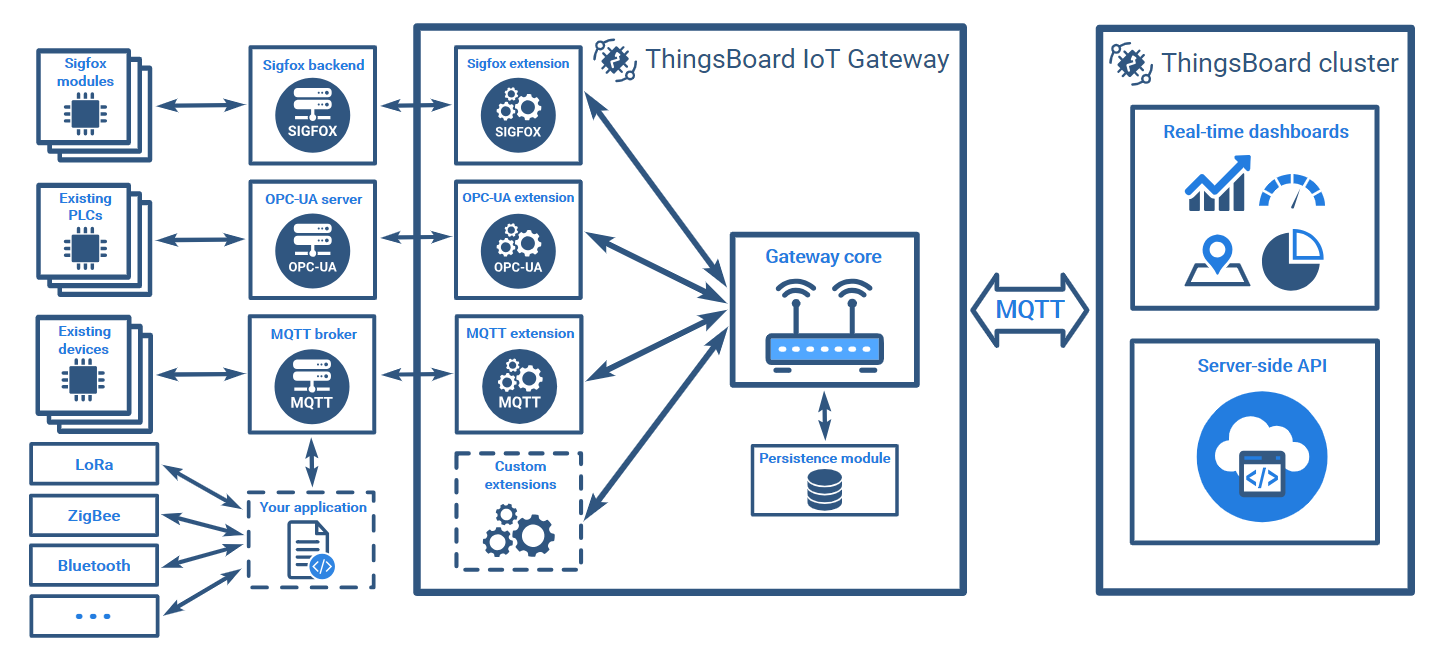 Sigfox
modules
Sigfox backend
SIGFOX
Sigfox extension
SIGFOX
ThingsBoard IoT Gateway
ThingsBoard cluster
Real-time dashboards
Existing
PLCs
OPC-UA server
OPC-UA
OPC-UA extension
OPC-UA
Gateway core
MQTT
Existing
devices
MQTT broker
MQTT
MQTT extension
MQTT
Server-side API
</>
LoRa
ZigBee
Bluetooth
• • •
Your application
</>
Custom
extensions
Persistence module